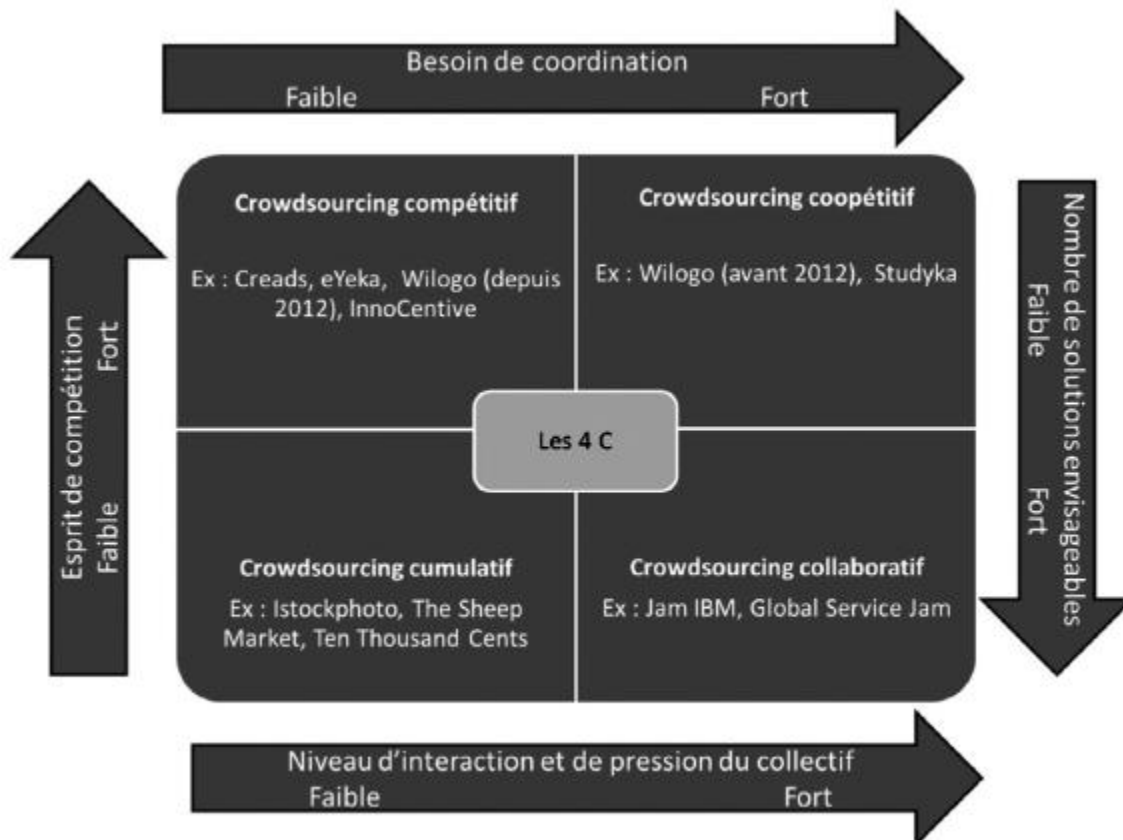 Besoin de coordination
Faible Fort
Crowdsourcing compétitif
Ex : Creads, eYeka, Wilogo (depuis
2012), InnoCentive
Crowdsourcing coopétitif
Ex : Wilogo (avant 2012), Studyka
Esprit de compétition
Faible Fort
Nombre de solutions envisageables
Faible Fort
Les 4 C
Crowdsourcing cumulatif
Ex : Istockphoto, The Sheep
Market, Ten Thousand Cents
Crowdsourcing collaboratif
Ex : Jam IBM, Global Service Jam
Niveau d'interaction et de pression du collectif
Faible Fort